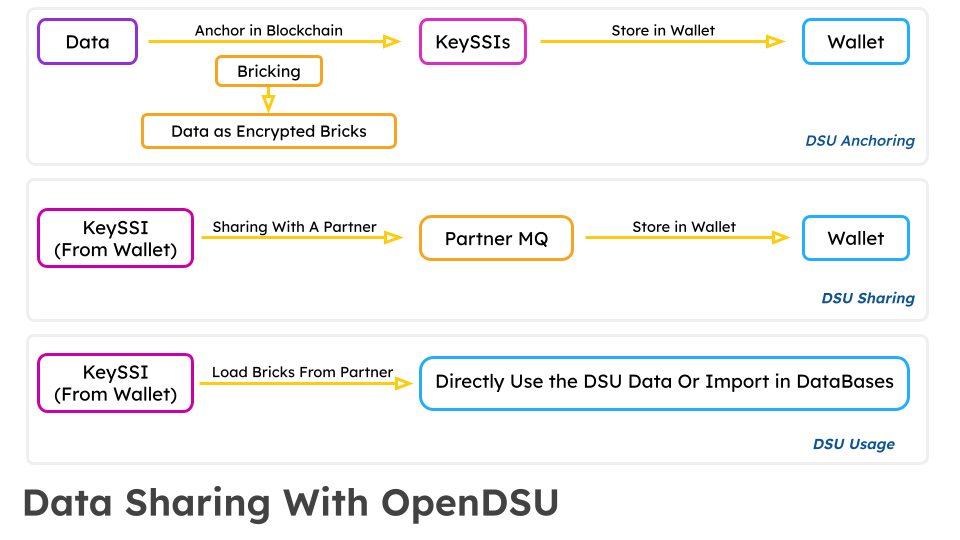 Data
Anchor in Blockchain
KeySSIs
Store in Wallet
Wallet
Bricking
Data as Encrypted Bricks
DSU Anchoring
KeySSI
(From Wallet)
Sharing With A Partner
Partner MQ
Store in Wallet
Wallet
DSU Sharing
KeySSI
(From Wallet)
Load Bricks From Partner
Directly Use the DSU Data Or Import in DataBases
DSU Usage
Data Sharing With OpenDSU